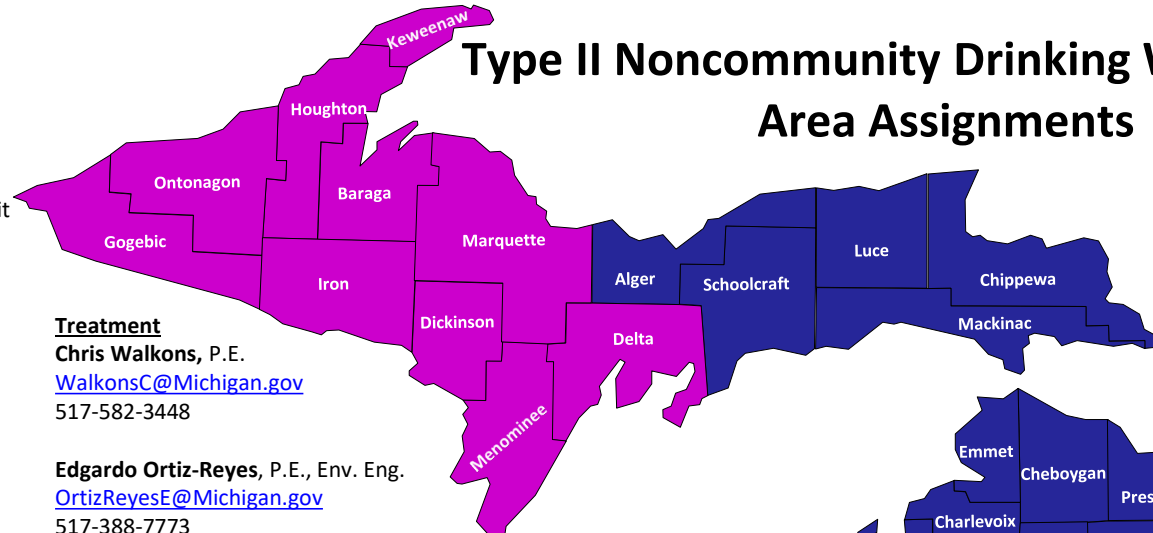 Type II Noncommunity Drinking
Area Assignments
Keweenaw
Houghton
Ontonagon
Baraga
Gogebic
Marquette
Iron
Alger
Schoolcraft
Luce
Chippewa
Mackinac
Dickinson
Delta
Menominee
Treatment
Chris Walkons, P.E.
WalkonsC@Michigan.gov
517-582-3448
Edgardo Ortiz-Reyes, P.E., Env. Eng.
OrtizReyesE@Michigan.gov
517-388-7773
Emmet
Cheboygan
Charlevoix